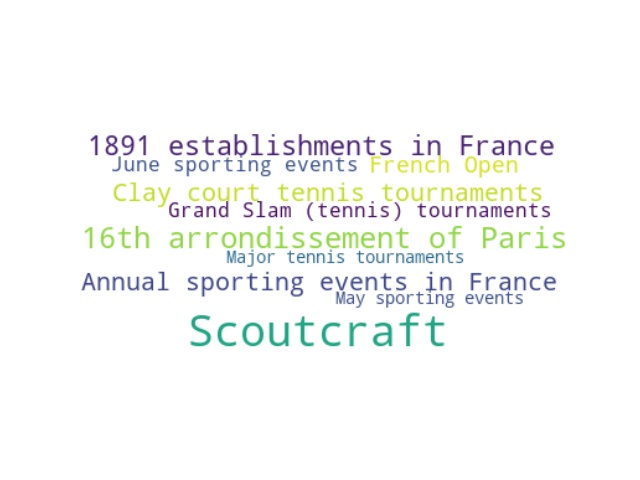 1891 establishments in France
June sporting events French Open
Clay court tennis tournaments
Grand Slam (tennis) tournaments
16th arrondissement of Paris
Major tennis tournaments
Annual sporting events in France
May sporting events
Scoutcraft